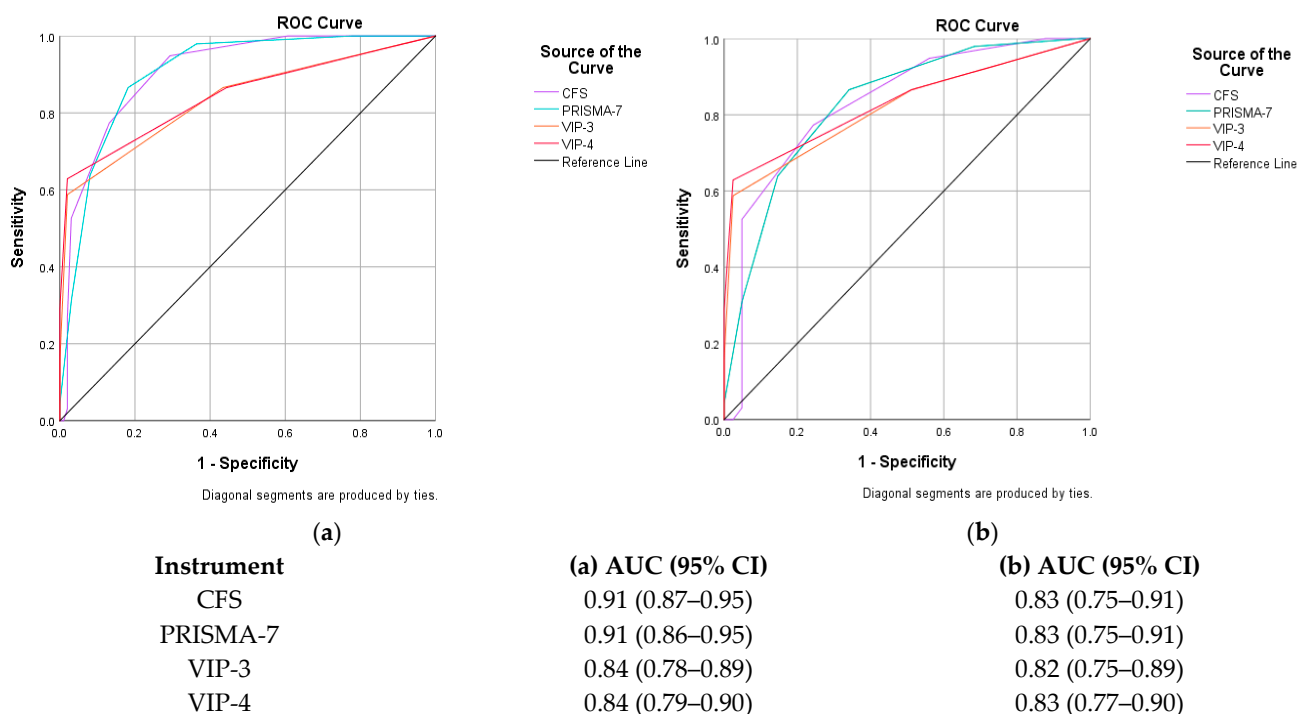 ROC Curve
Source of the
Curve
CFS
PRISMA-7
VIP-3
VIP-4
Reference Line
Sensitivity
1.0
0.8
0.6
0.4
0.2
0.0
0.0 0.2 0.4 0.6 0.8 1.0
1 - Specificity
Diagonal segments are produced by ties.
(a)
ROC Curve
Source of the
Curve
CFS
PRISMA-7
VIP-3
VIP-4
Reference Line
Sensitivity
1.0
0.8
0.6
0.4
0.2
0.0
0.0 0.2 0.4 0.6 0.8 1.0
1 - Specificity
Diagonal segments are produced by ties.
(b)
Instrument (a) AUC (95% CI) (b) AUC (95% CI)
CFS 0.91 (0.87–0.95) 0.83 (0.75–0.91)
PRISMA-7 0.91 (0.86–0.95) 0.83 (0.75–0.91)
VIP-3 0.84 (0.78–0.89) 0.82 (0.75–0.89)
VIP-4 0.84 (0.79–0.90) 0.83 (0.77–0.90)